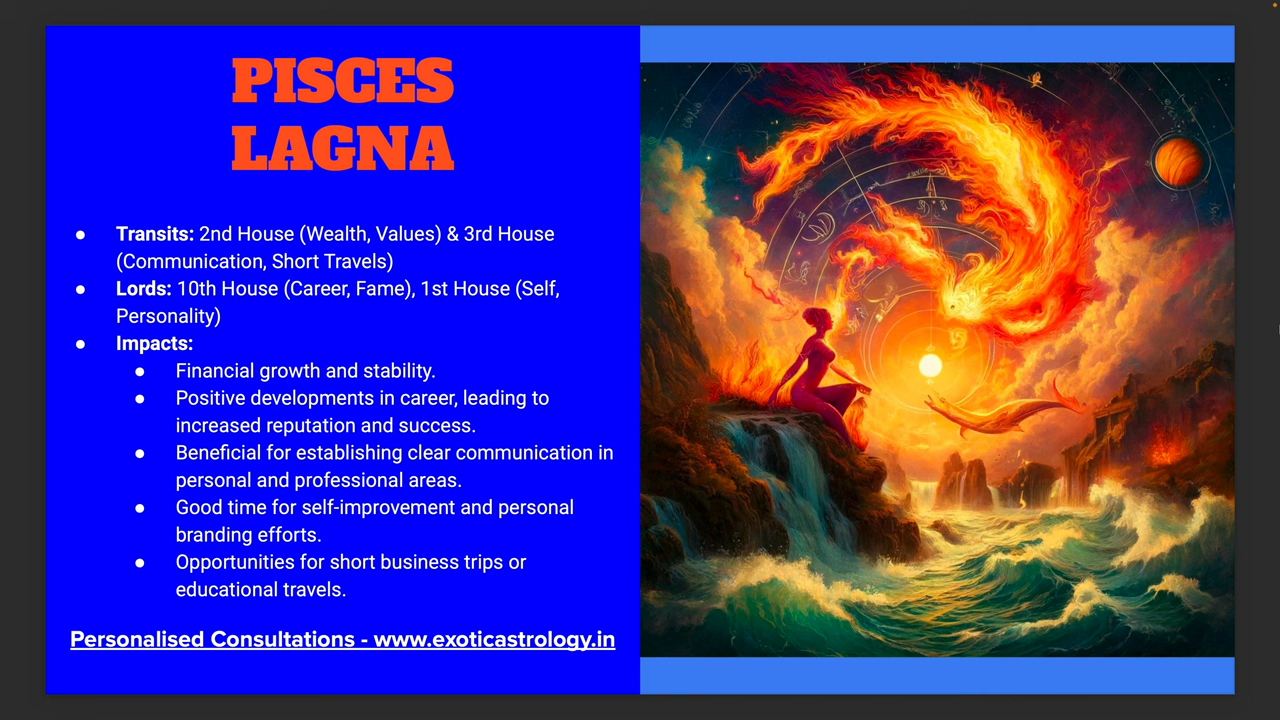 PISCES
LAGNA
● Transits: 2nd House (Wealth, Values) & 3rd House
(Communication, Short Travels)
● Lords: 10th House (Career, Fame), 1st House (Self,
Personality)
● Impacts:
● Financial growth and stability.
● Positive developments in career, leading to
increased reputation and success.
● Beneficial for establishing clear communication in
personal and professional areas.
● Good time for self-improvement and personal
branding efforts.
● Opportunities for short business trips or
educational travels.
Personalised Consultations - www.exoticastrology.in